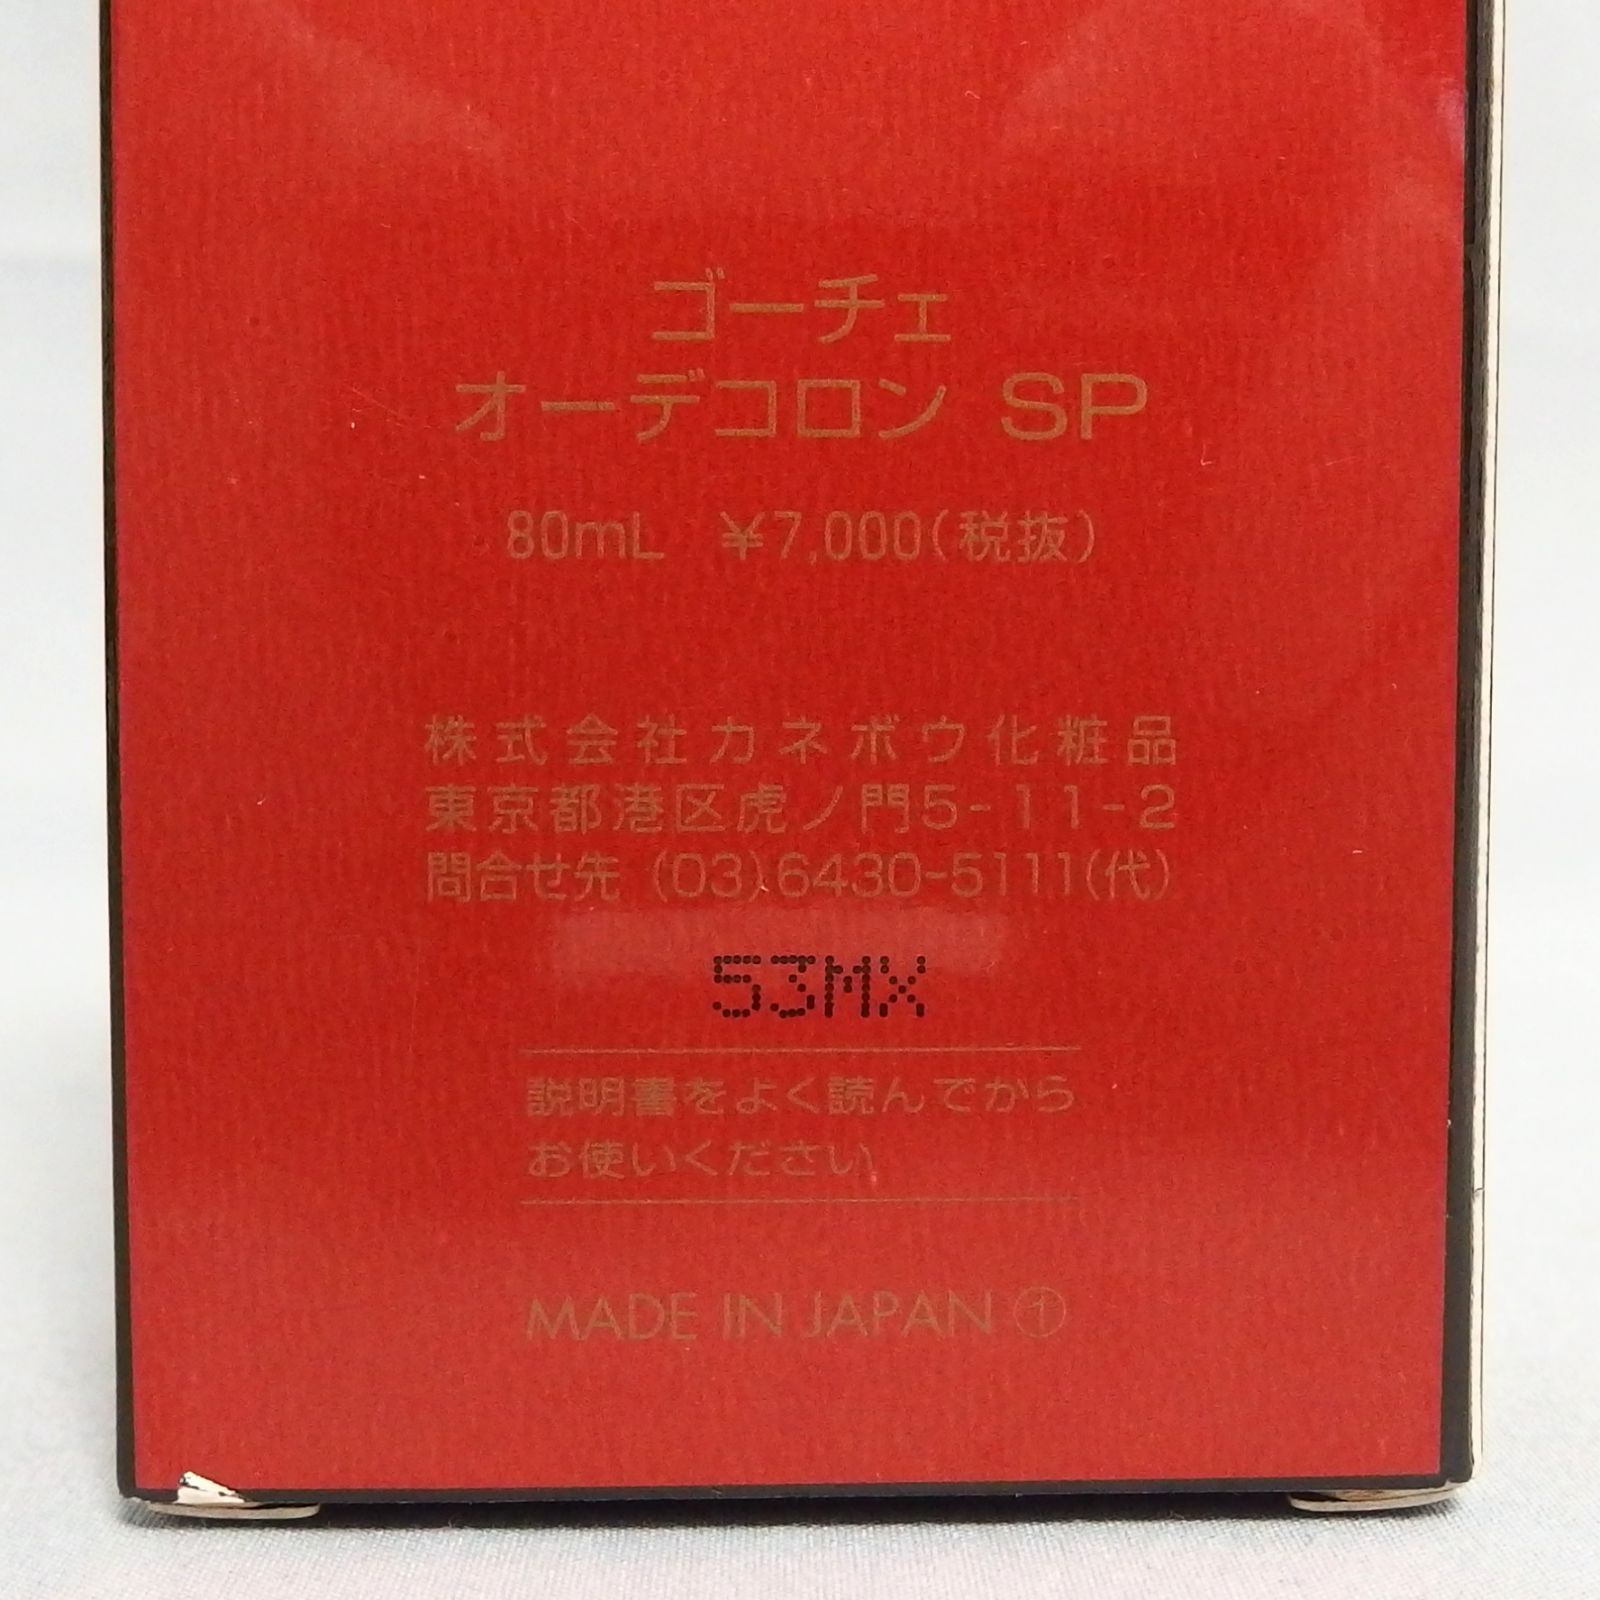 ゴーチェ
オーデコロン SP
80mL ¥7,000(税抜)
株式会社カネボウ化粧品
東京都港区虎ノ門5-11-2
問合せ先 (03)6430-5111(代)
53MX
説明書をよく読んでから
お使いください。
MADE IN JAPAN ①